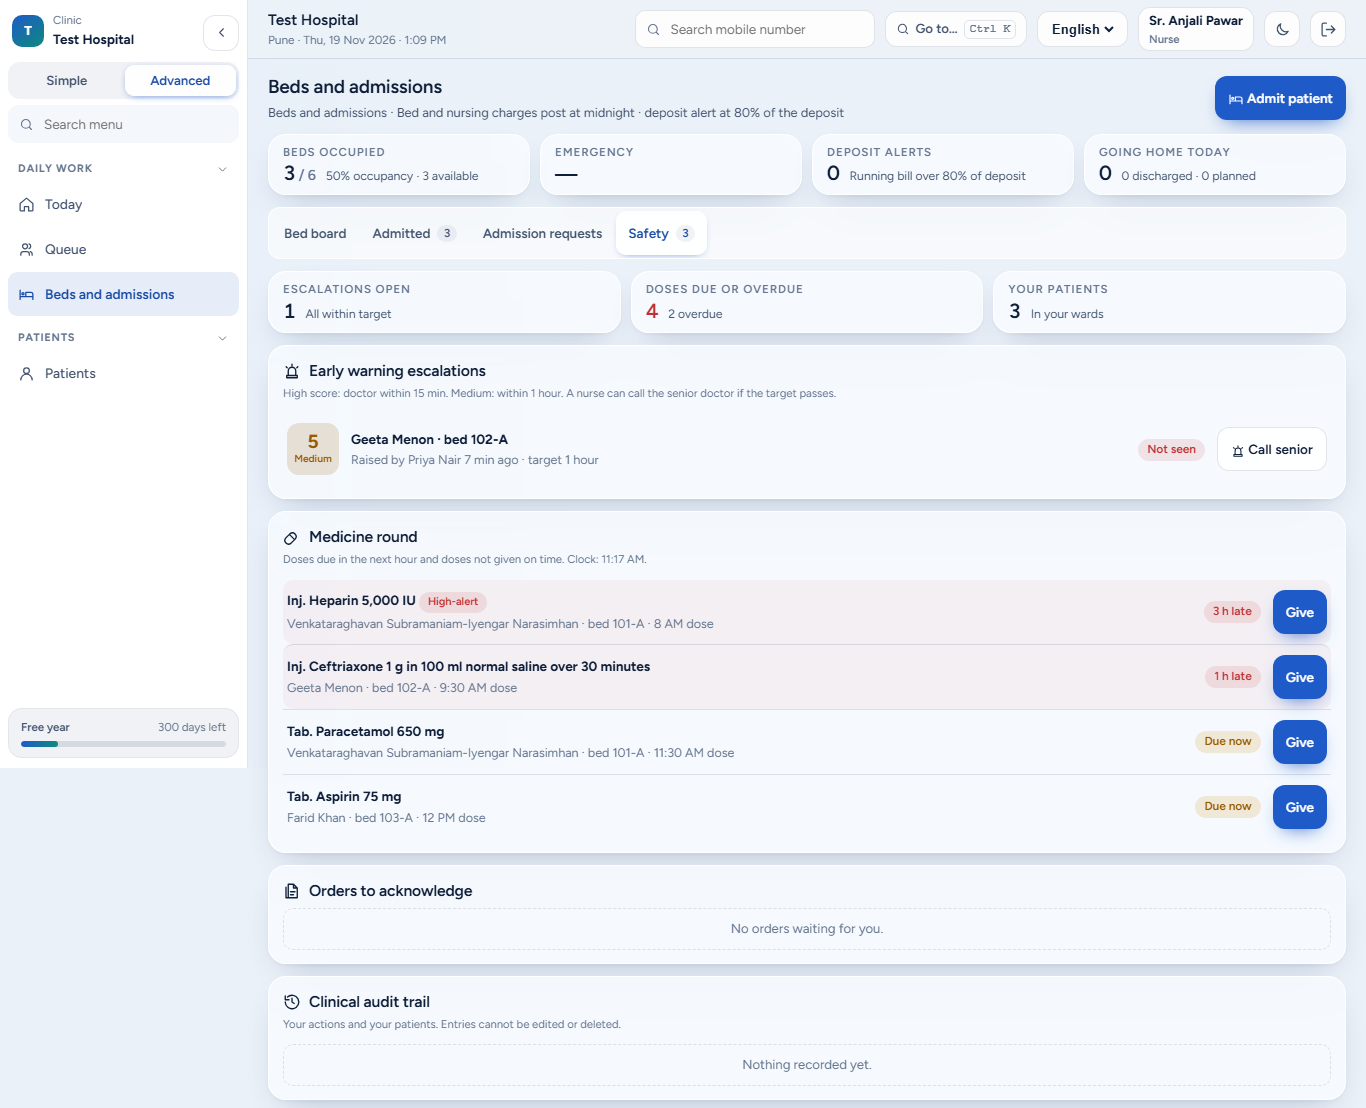 T
Clinic
Test Hospital
Simple
Advanced
Search menu
DAILY WORK
Today
Queue
Beds and admissions
PATIENTS
Patients
Free year
300 days left
Test Hospital
Pune · Thu, 19 Nov 2026 · 1:09 PM
Search mobile number
Go to...
Ctrl K
English
Sr. Anjali Pawar
Nurse
Beds and admissions
Beds and admissions · Bed and nursing charges post at midnight · deposit alert at 80% of the deposit
Admit patient
BEDS OCCUPIED
3 / 6 50% occupancy · 3 available
EMERGENCY
—
DEPOSIT ALERTS
0 Running bill over 80% of deposit
GOING HOME TODAY
0 0 discharged · 0 planned
Bed board
Admitted 3
Admission requests
Safety 3
ESCALATIONS OPEN
1 All within target
DOSES DUE OR OVERDUE
4 2 overdue
YOUR PATIENTS
3 In your wards
Early warning escalations
High score: doctor within 15 min. Medium: within 1 hour. A nurse can call the senior doctor if the target passes.
5
Medium
Geeta Menon · bed 102-A
Raised by Priya Nair 7 min ago · target 1 hour
Not seen
Call senior
Medicine round
Doses due in the next hour and doses not given on time. Clock: 11:17 AM.
Inj. Heparin 5,000 IU High-alert
Venkataraghavan Subramaniam-Iyengar Narasimhan · bed 101-A · 8 AM dose
3 h late
Give
Inj. Ceftriaxone 1 g in 100 ml normal saline over 30 minutes
Geeta Menon · bed 102-A · 9:30 AM dose
1 h late
Give
Tab. Paracetamol 650 mg
Venkataraghavan Subramaniam-Iyengar Narasimhan · bed 101-A · 11:30 AM dose
Due now
Give
Tab. Aspirin 75 mg
Farid Khan · bed 103-A · 12 PM dose
Due now
Give
Orders to acknowledge
No orders waiting for you.
Clinical audit trail
Your actions and your patients. Entries cannot be edited or deleted.
Nothing recorded yet.